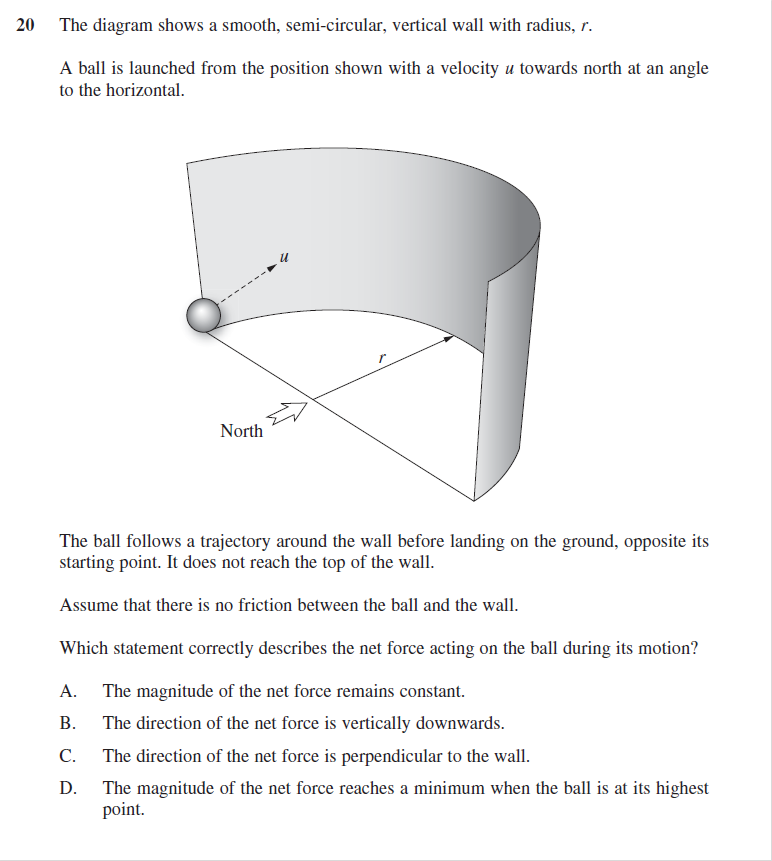 20 The diagram shows a smooth, semi-circular, vertical wall with radius, r.
A ball is launched from the position shown with a velocity u towards north at an angle
to the horizontal.
u
r
North
The ball follows a trajectory around the wall before landing on the ground, opposite its
starting point. It does not reach the top of the wall.
Assume that there is no friction between the ball and the wall.
Which statement correctly describes the net force acting on the ball during its motion?
A. The magnitude of the net force remains constant.
B. The direction of the net force is vertically downwards.
C. The direction of the net force is perpendicular to the wall.
D. The magnitude of the net force reaches a minimum when the ball is at its highest
point.